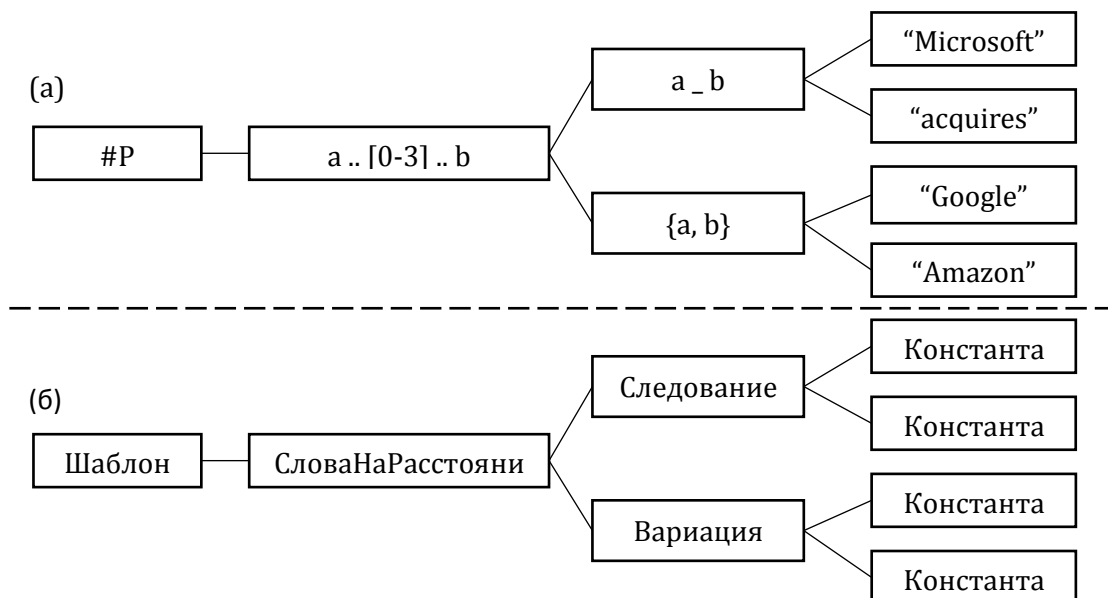 (а)
#P
a .. [0-3] .. b
a _ b
{a, b}
“Microsoft”
“acquires”
“Google”
“Amazon”
(б)
Шаблон
СловаНаРасстояни
Следование
Вариация
Константа
Константа
Константа
Константа